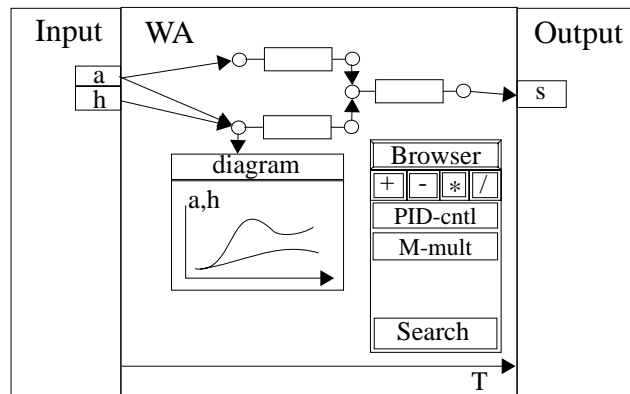 Input
WA
Output
a
h
s
diagram
a,h
Browser
+ - * /
PID-cntl
M-mult
Search
T